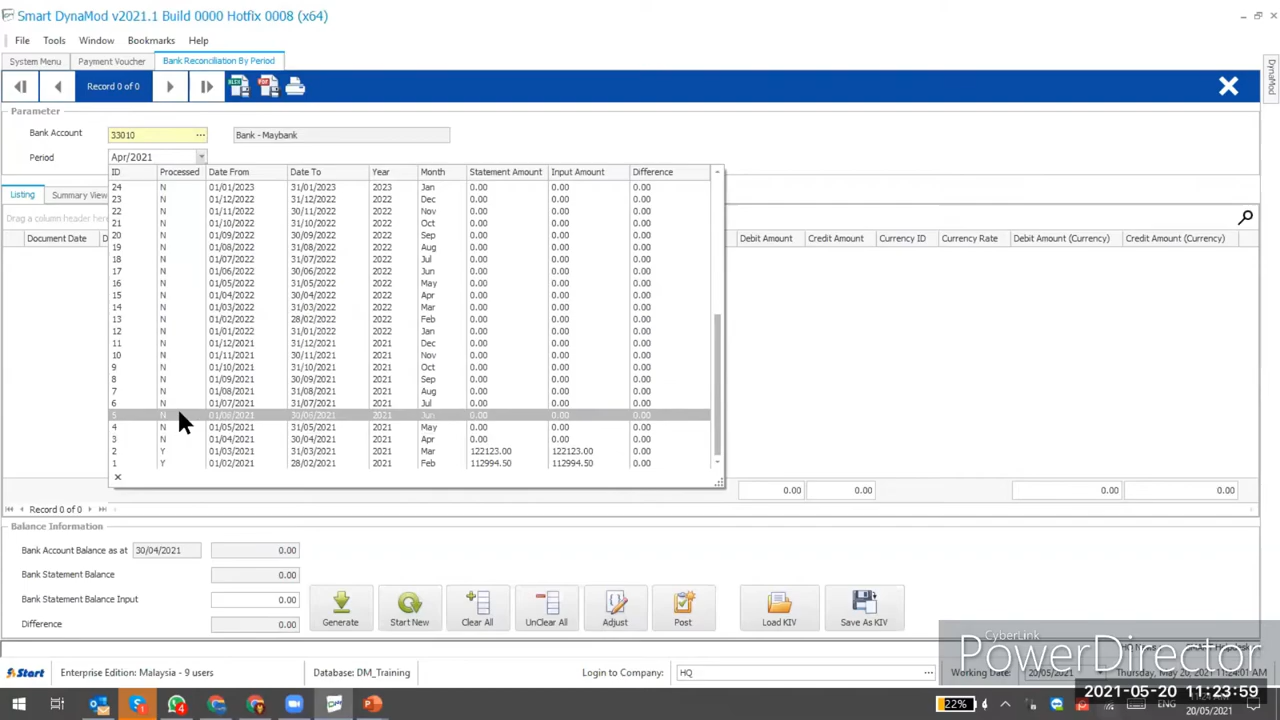 Smart DynaMod v2021.1 Build 0000 Hotfix 0008 (x64)
File Tools Window Bookmarks Help
System Menu Payment Voucher Bank Reconciliation By Period
DynaMod
Record 0 of 0
Parameter
Bank Account 33010 ... Bank - Maybank
Period Apr/2021
ID Processed Date From Date To Year Month Statement Amount Input Amount Difference
24 N 01/01/2023 31/01/2023 2023 Jan 0.00 0.00 0.00
23 N 01/12/2022 31/12/2022 2022 Dec 0.00 0.00 0.00
22 N 01/11/2022 30/11/2022 2022 Nov 0.00 0.00 0.00
21 N 01/10/2022 31/10/2022 2022 Oct 0.00 0.00 0.00
20 N 01/09/2022 30/09/2022 2022 Sep 0.00 0.00 0.00
19 N 01/08/2022 31/08/2022 2022 Aug 0.00 0.00 0.00
18 N 01/07/2022 31/07/2022 2022 Jul 0.00 0.00 0.00
17 N 01/06/2022 30/06/2022 2022 Jun 0.00 0.00 0.00
16 N 01/05/2022 31/05/2022 2022 May 0.00 0.00 0.00
15 N 01/04/2022 30/04/2022 2022 Apr 0.00 0.00 0.00
14 N 01/03/2022 31/03/2022 2022 Mar 0.00 0.00 0.00
13 N 01/02/2022 28/02/2022 2022 Feb 0.00 0.00 0.00
12 N 01/01/2022 31/01/2022 2022 Jan 0.00 0.00 0.00
11 N 01/12/2021 31/12/2021 2021 Dec 0.00 0.00 0.00
10 N 01/11/2021 30/11/2021 2021 Nov 0.00 0.00 0.00
9 N 01/10/2021 31/10/2021 2021 Oct 0.00 0.00 0.00
8 N 01/09/2021 30/09/2021 2021 Sep 0.00 0.00 0.00
7 N 01/08/2021 31/08/2021 2021 Aug 0.00 0.00 0.00
6 N 01/07/2021 31/07/2021 2021 Jul 0.00 0.00 0.00
5 N 01/06/2021 30/06/2021 2021 Jun 0.00 0.00 0.00
4 N 01/05/2021 31/05/2021 2021 May 0.00 0.00 0.00
3 N 01/04/2021 30/04/2021 2021 Apr 0.00 0.00 0.00
2 Y 01/03/2021 31/03/2021 2021 Mar 122123.00 122123.00 0.00
1 Y 01/02/2021 28/02/2021 2021 Feb 112994.50 112994.50 0.00
Listing Summary View
Drag a column header here
Document Date D Debit Amount Credit Amount Currency ID Currency Rate Debit Amount (Currency) Credit Amount (Currency)
0.00 0.00 0.00 0.00
Record 0 of 0
Balance Information
Bank Account Balance as at 30/04/2021 0.00
Bank Statement Balance 0.00
Bank Statement Balance Input 0.00
Difference 0.00
Generate Start New Clear All UnClear All Adjust Post Load KIV Save As KIV
CyberLink
PowerDirector
Start Enterprise Edition: Malaysia - 9 users Database: DM_Training Login to Company: HQ ... Working Date: 20/05/2021 Thursday, May 20, 2021 11:24:01 AM
2021-05-20 11:23:59
22% ENG
20/05/2021